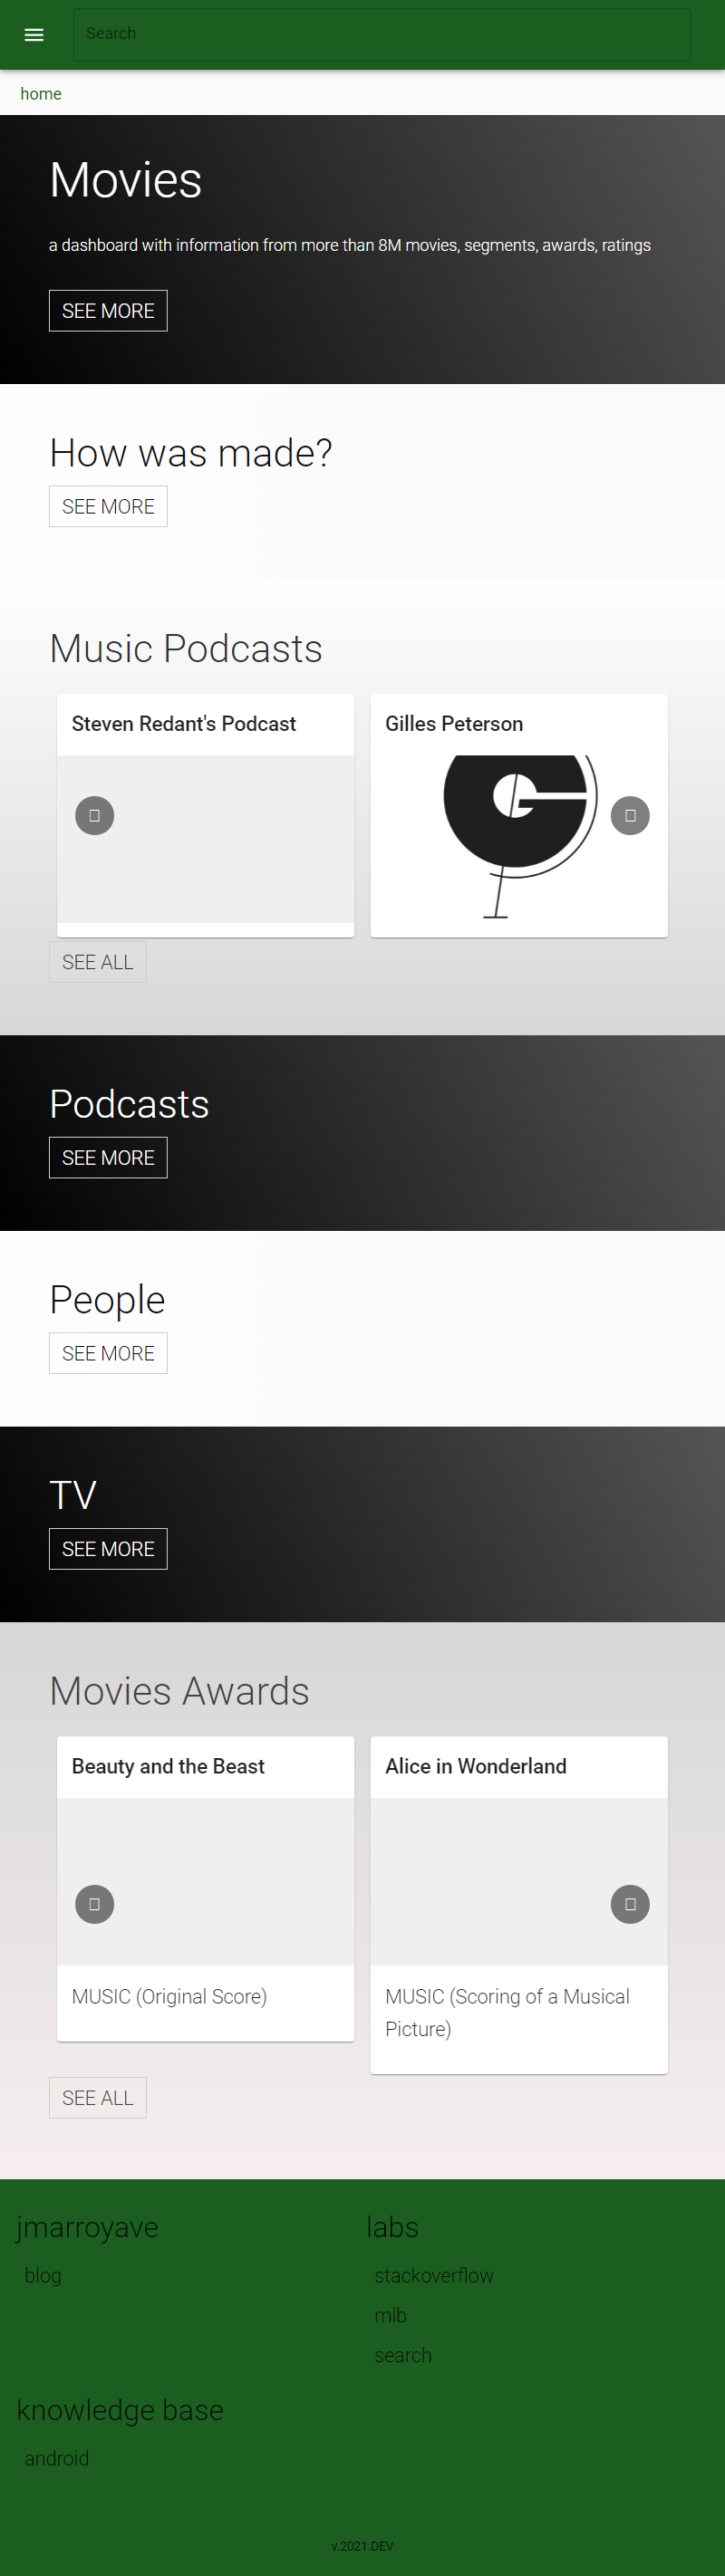 Search
home
Movies
a dashboard with information from more than 8M movies, segments, awards, ratings
SEE MORE
How was made?
SEE MORE
Music Podcasts
Steven Redant's Podcast
Gilles Peterson
SEE ALL
Podcasts
SEE MORE
People
SEE MORE
TV
SEE MORE
Movies Awards
Beauty and the Beast
Alice in Wonderland
MUSIC (Original Score)
MUSIC (Scoring of a Musical
Picture)
SEE ALL
jmarroyave
blog
labs
stackoverflow
mlb
search
knowledge base
android
v.2021.DEV